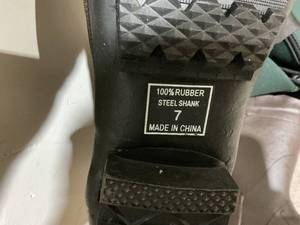 100% RUBBER
STEEL SHANK
7
MADE IN CHINA